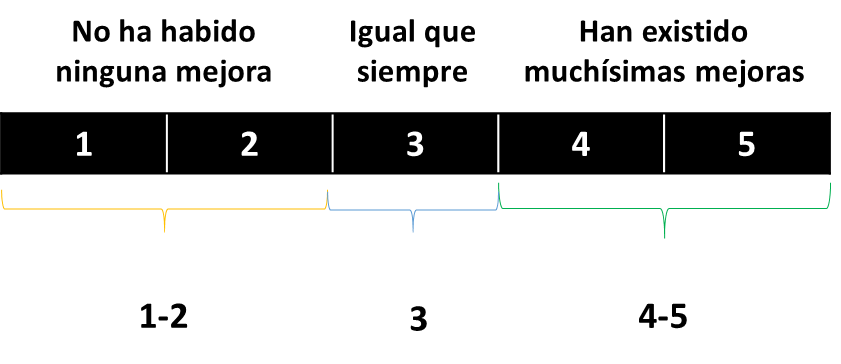 No ha habido
ninguna mejora
Igual que
siempre
Han existido
muchísimas mejoras
1 2 3 4 5
1-2 3 4-5